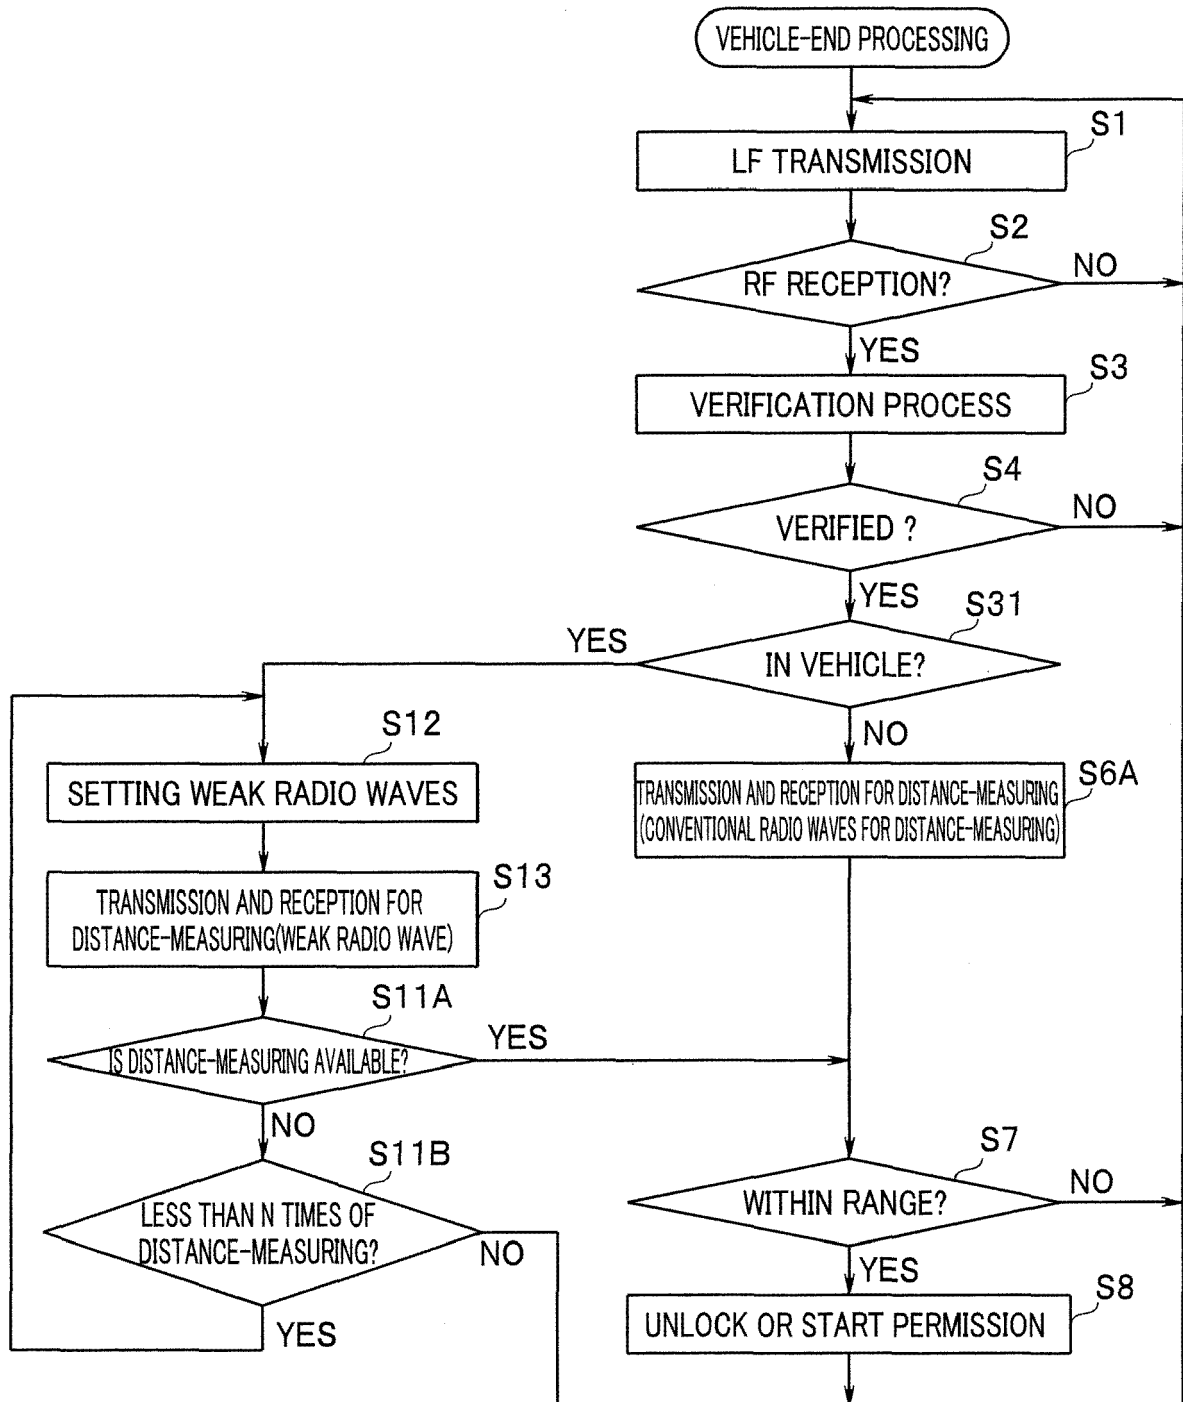 VEHICLE-END PROCESSING
S1
LF TRANSMISSION
S2
RF RECEPTION?
NO
YES
S3
VERIFICATION PROCESS
S4
VERIFIED ?
NO
YES
S31
YES
IN VEHICLE?
NO
S12
SETTING WEAK RADIO WAVES
S6A
TRANSMISSION AND RECEPTION FOR DISTANCE-MEASURING
(CONVENTIONAL RADIO WAVES FOR DISTANCE-MEASURING)
S13
TRANSMISSION AND RECEPTION FOR
DISTANCE-MEASURING(WEAK RADIO WAVE)
S11A
IS DISTANCE-MEASURING AVAILABLE?
YES
NO
S11B
LESS THAN N TIMES OF
DISTANCE-MEASURING?
NO
YES
S7
WITHIN RANGE?
NO
YES
S8
UNLOCK OR START PERMISSION